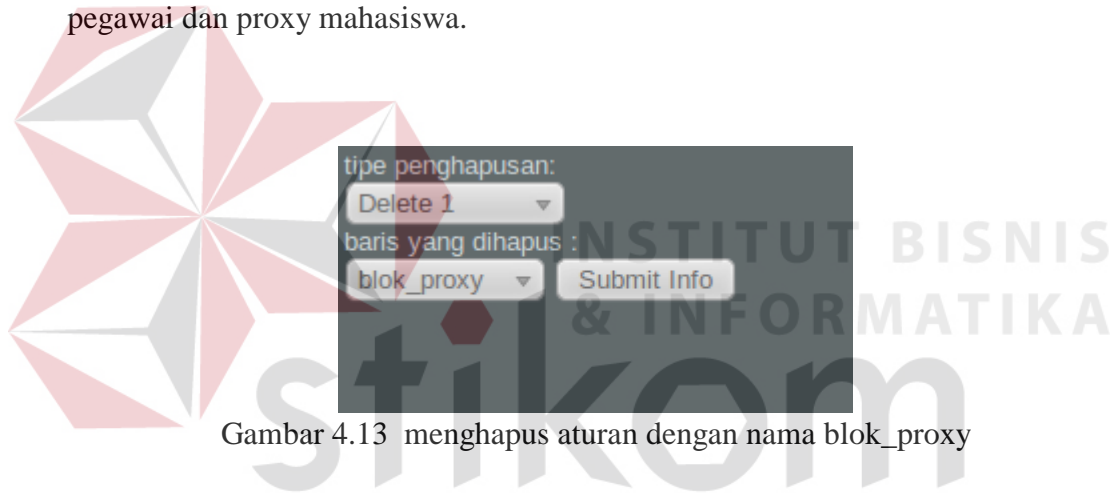 pegawai dan proxy mahasiswa.
tipe penghapusan:
Delete 1
baris yang dihapus :
blok_proxy
Submit Info
INSTITUT BISNIS
& INFORMATIKA
stikom
Gambar 4.13 menghapus aturan dengan nama blok_proxy